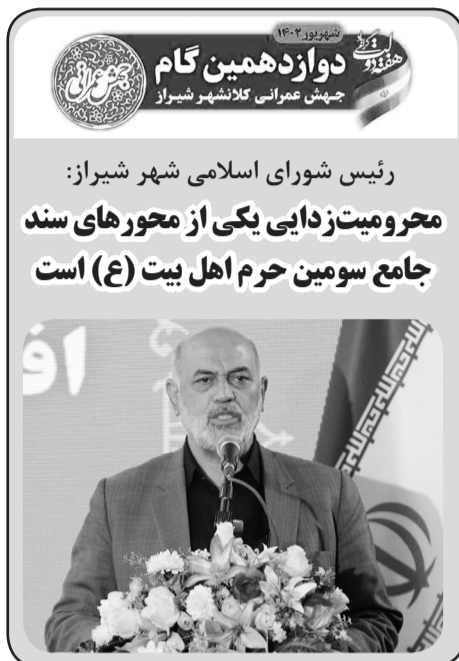 شهریور ۱۴۰۲
هفته دولت
دوازدهمین گام
جهش عمرانی کلانشهر شیراز
جهش عمرانی
رئیس شورای اسلامی شهر شیراز:
محرومیت‌زدایی یکی از محورهای سند
جامع سومین حرم اهل بیت (ع) است